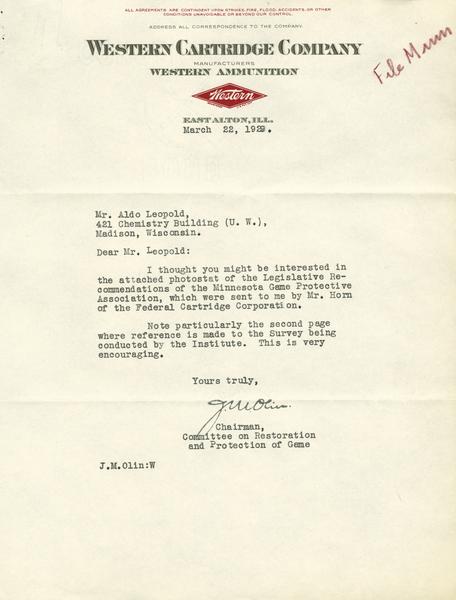 ALL AGREEMENTS ARE CONTINGENT UPON STRIKES, FIRE, FLOOD, ACCIDENTS, OR OTHER
CONDITIONS UNAVOIDABLE OR BEYOND OUR CONTROL.
ADDRESS ALL CORRESPONDENCE TO THE COMPANY.
WESTERN CARTRIDGE COMPANY
MANUFACTURERS
WESTERN AMMUNITION
Western
EAST ALTON, ILL.
File Minn
March 22, 1929.
Mr. Aldo Leopold,
421 Chemistry Building (U. W.),
Madison, Wisconsin.
Dear Mr. Leopold:
I thought you might be interested in
the attached photostat of the Legislative Re-
commendations of the Minnesota Game Protective
Association, which were sent to me by Mr. Horn
of the Federal Cartridge Corporation.
Note particularly the second page
where reference is made to the Survey being
conducted by the Institute. This is very
encouraging.
Yours truly,
J.M.Olin.
Chairman,
Committee on Restoration
and Protection of Game
J.M.Olin:W